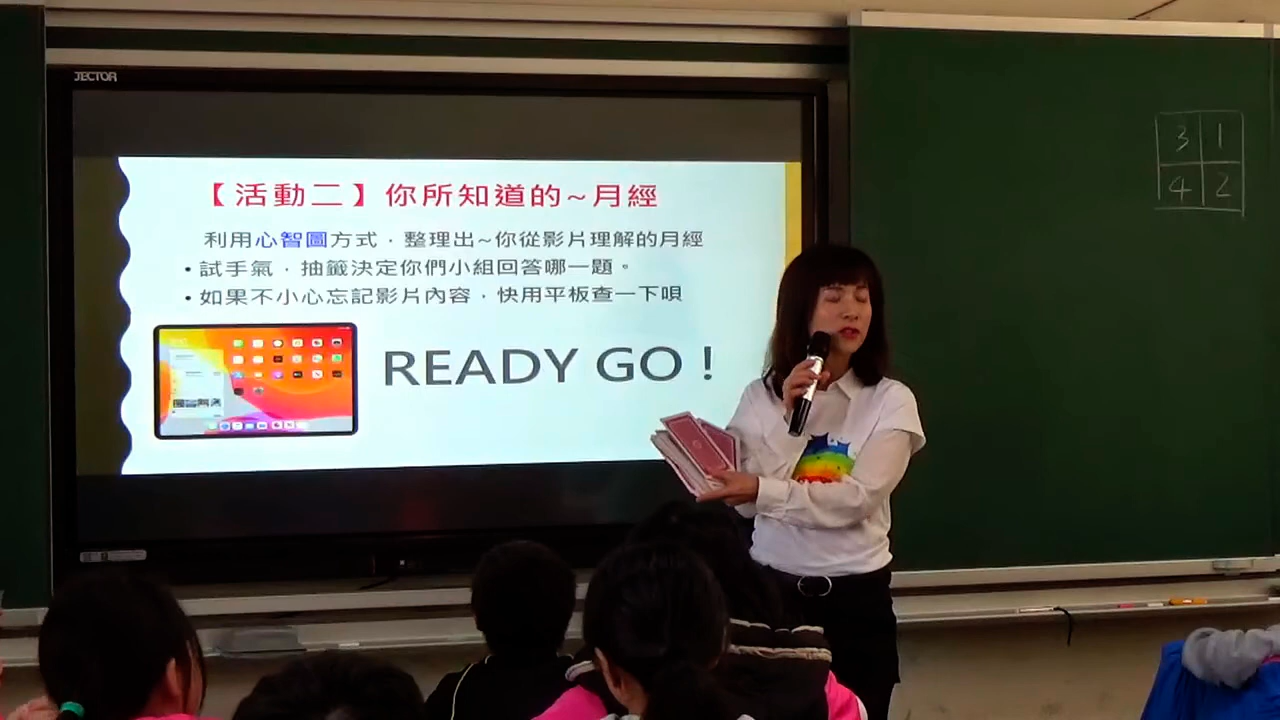 JECTOR
【活動二】你所知道的~月經
利用心智圖方式，整理出~你從影片理解的月經
•試手氣，抽籤決定你們小組回答哪一題。
•如果不小心忘記影片內容，快用平板查一下唄
READY GO！
3 1
4 2